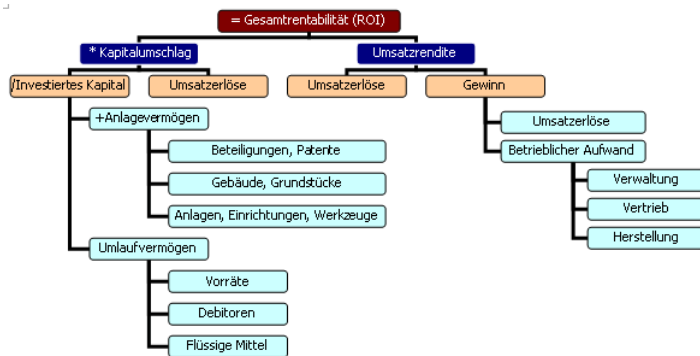 = Gesamtrentabilität (ROI)
* Kapitalumschlag
Umsatzrendite
/Investiertes Kapital
Umsatzerlöse
Umsatzerlöse
Gewinn
+Anlagevermögen
Beteiligungen, Patente
Gebäude, Grundstücke
Anlagen, Einrichtungen, Werkzeuge
Umlaufvermögen
Vorräte
Debitoren
Flüssige Mittel
Umsatzerlöse
Betrieblicher Aufwand
Verwaltung
Vertrieb
Herstellung